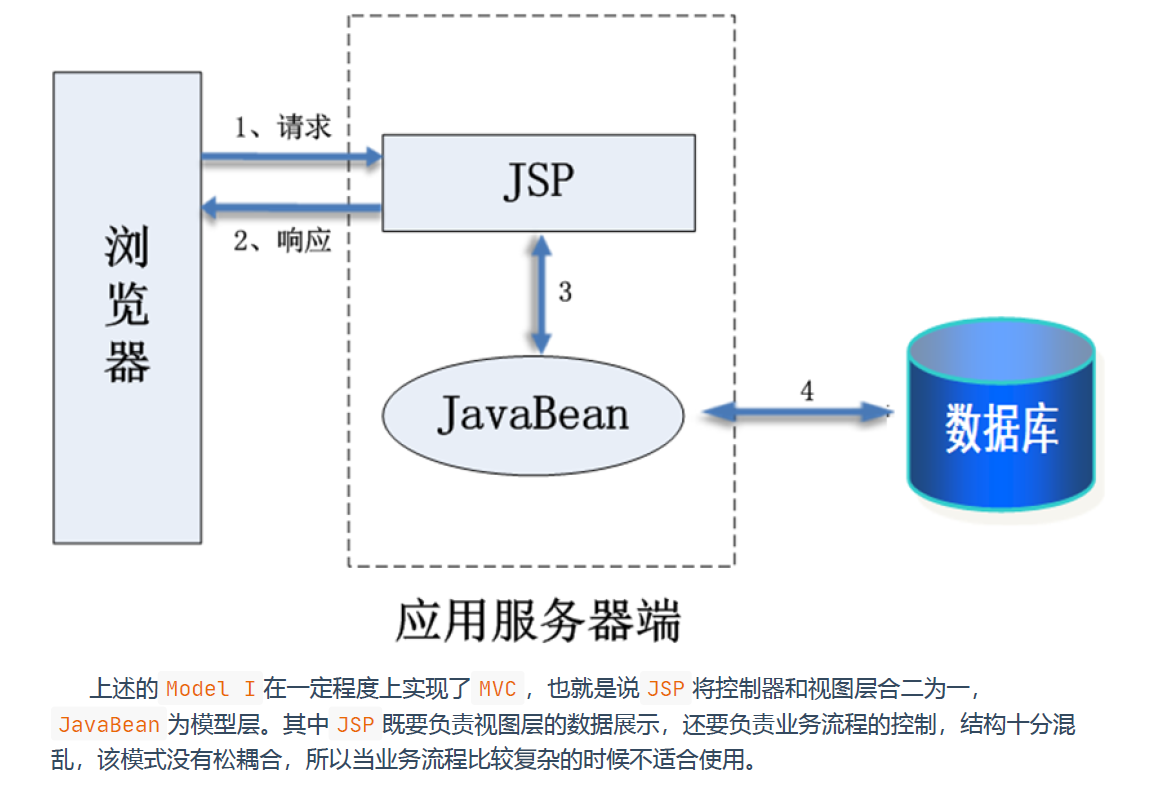 1、请求
JSP
2、响应
浏览器
3
JavaBean
4
数据库
应用服务器端
上述的 Model I 在一定程度上实现了 MVC ，也就是说 JSP 将控制器和视图层合二为一，
JavaBean 为模型层。其中 JSP 既要负责视图层的数据展示，还要负责业务流程的控制，结构十分混
乱，该模式没有松耦合，所以当业务流程比较复杂的时候不适合使用。